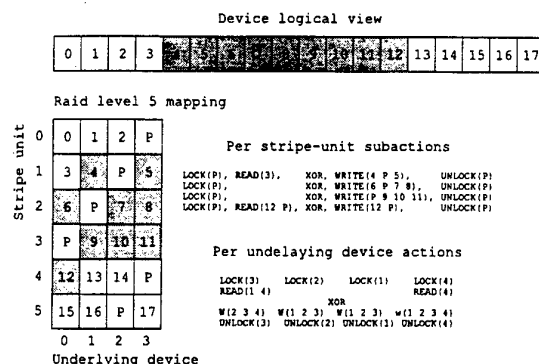 Device logical view
0 1 2 3 4 5 6 9 10 11 12 13 14 15 16 17
Raid level 5 mapping
Stripe unit
0 0 1 2 P
1 3 4 P 5
2 6 P 7 8
3 P 9 10 11
4 12 13 14 P
5 15 16 P 17
0 1 2 3
Underlying device
Per stripe-unit subactions
LOCK(P), READ(3), XOR, WRITE(4 P 5), UNLOCK(P)
LOCK(P), XOR, WRITE(6 P 7 8), UNLOCK(P)
LOCK(P), XOR, WRITE(P 9 10 11), UNLOCK(P)
LOCK(P), READ(12 P), XOR, WRITE(12 P), UNLOCK(P)
Per undelaying device actions
LOCK(3) LOCK(2) LOCK(1) LOCK(4)
READ(1 4) READ(4)
XOR
W(2 3 4) W(1 2 3) W(1 2 3) w(1 2 3 4)
UNLOCK(3) UNLOCK(2) UNLOCK(1) UNLOCK(4)